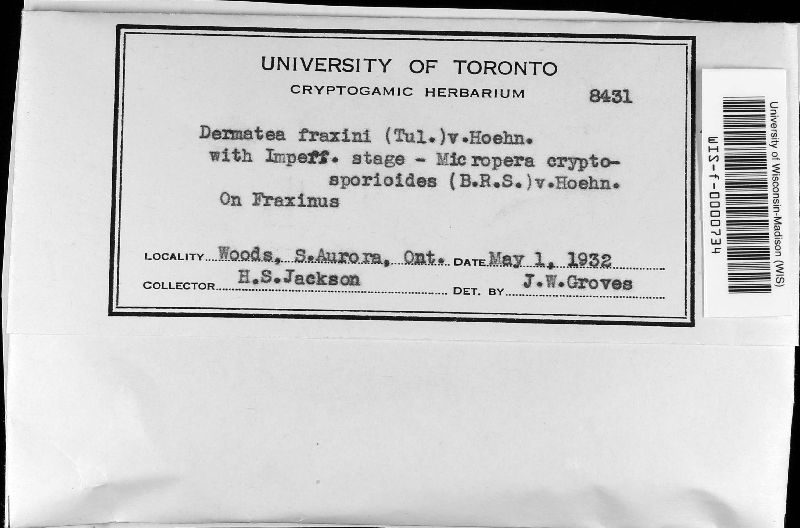 UNIVERSITY OF TORONTO
CRYPTOGAMIC HERBARIUM 8431
Dermatea fraxini (Tul.)v.Hoehn.
with Imperf. stage - Micropera crypto-
sporioides (B.R.S.)v.Hoehn.
On Fraxinus
LOCALITY Woods, S.Aurora, Ont. DATE May 1, 1932
COLLECTOR H.S.Jackson DET. BY J.W.Groves
University of Wisconsin-Madison (WIS)
WIS-f-0000734